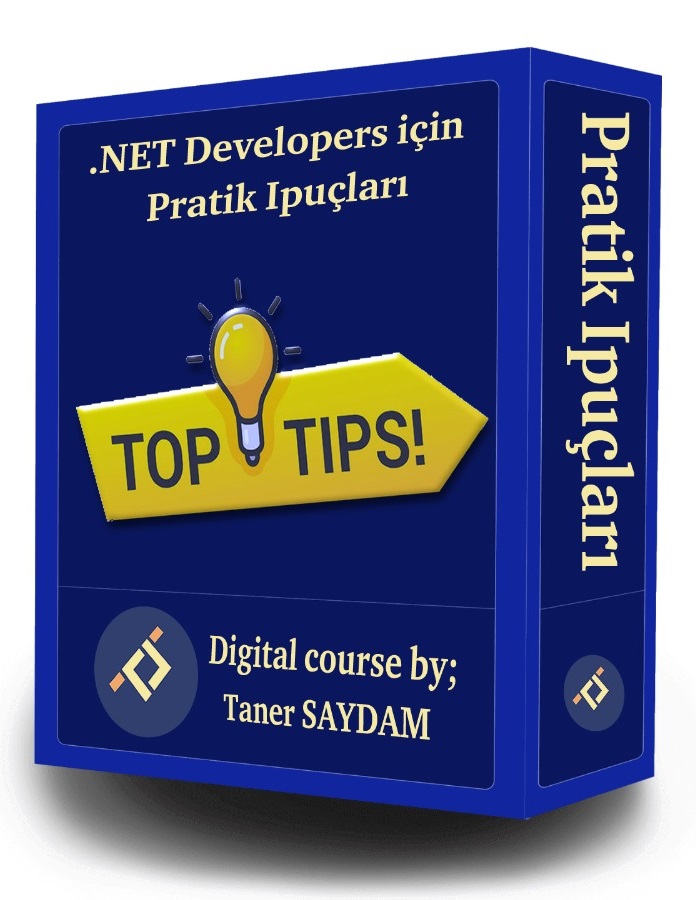 .NET Developers için
Pratik Ipuçları
TOP TIPS!
Digital course by;
Taner SAYDAM
Pratik Ipuçları